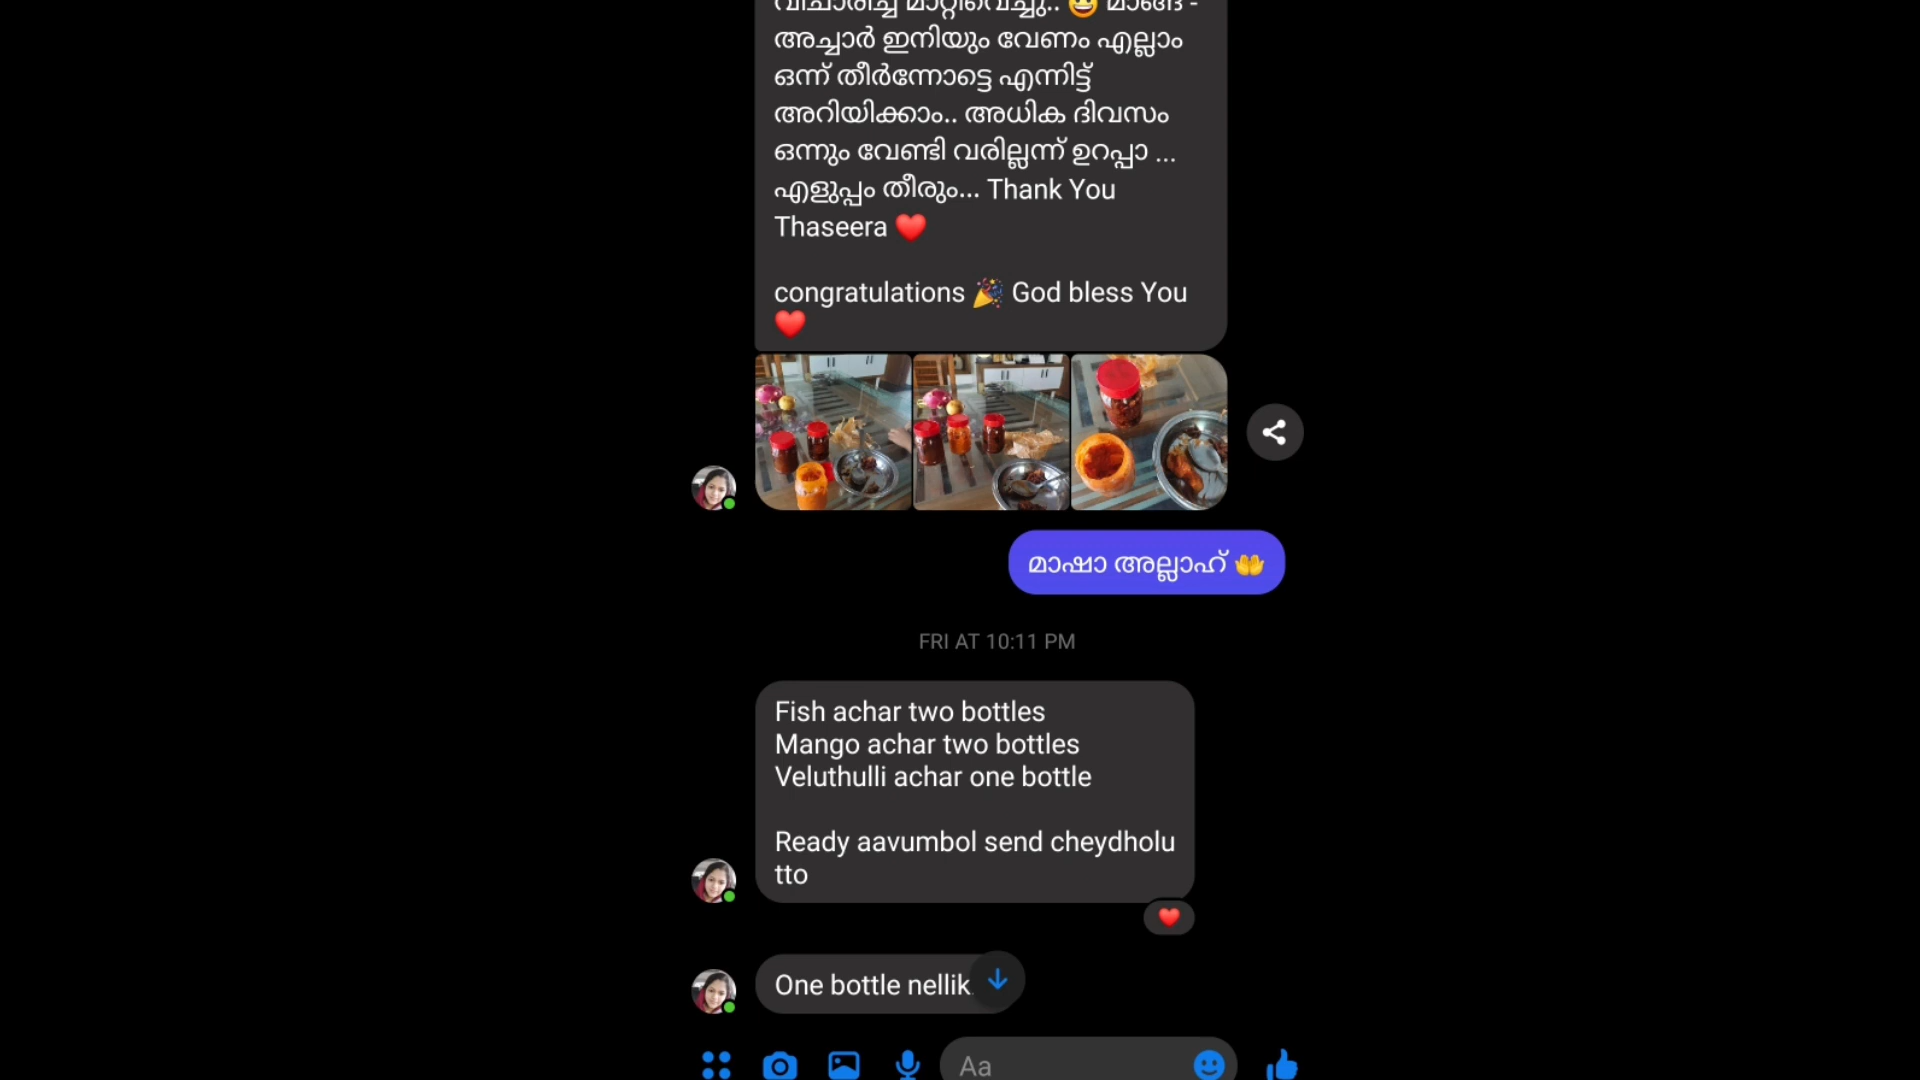 വിചാരിച്ച് മാറ്റിവെച്ചു.. 😀 മാങ്ങ -
അച്ചാർ ഇനിയും വേണം എല്ലാം
ഒന്ന് തീർന്നോട്ടെ എന്നിട്ട്
അറിയിക്കാം.. അധിക ദിവസം
ഒന്നും വേണ്ടി വരില്ലന്ന് ഉറപ്പാ ...
എളുപ്പം തീരും... Thank You
Thaseera ❤️
congratulations 🎉 God bless You
❤️
മാഷാ അല്ലാഹ് 🤲
FRI AT 10:11 PM
Fish achar two bottles
Mango achar two bottles
Veluthulli achar one bottle
Ready aavumbol send cheydholu
tto
One bottle nellik
Aa